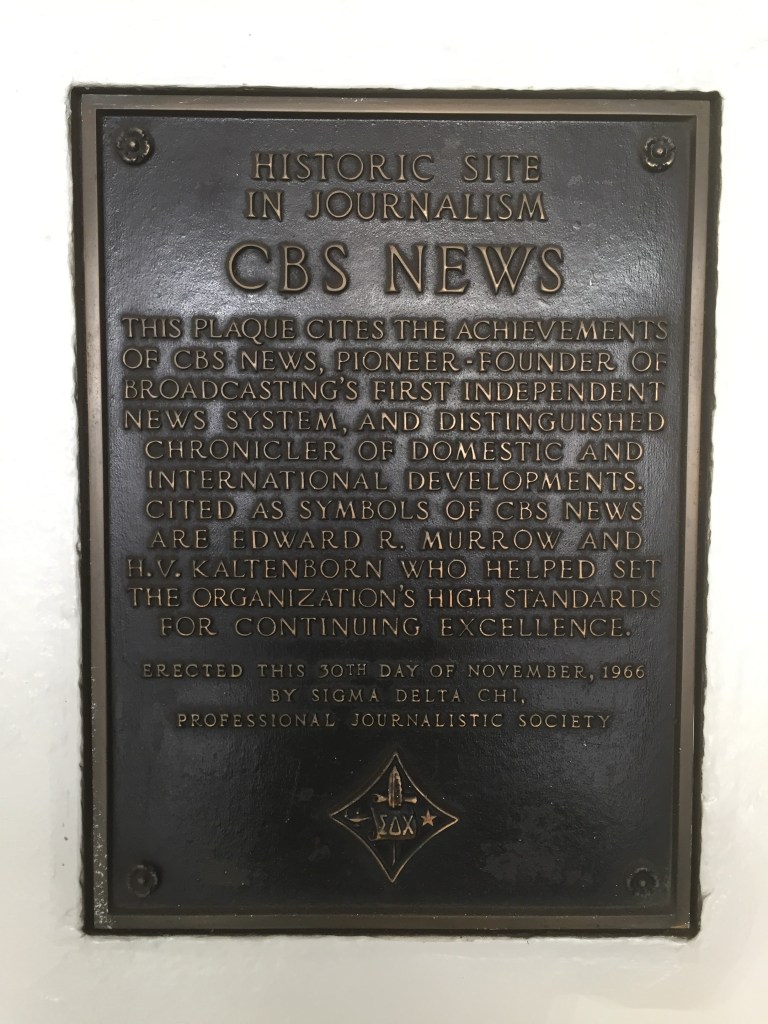 HISTORIC SITE
IN JOURNALISM
CBS NEWS
THIS PLAQUE CITES THE ACHIEVEMENTS
OF CBS NEWS, PIONEER-FOUNDER OF
BROADCASTING'S FIRST INDEPENDENT
NEWS SYSTEM, AND DISTINGUISHED
CHRONICLER OF DOMESTIC AND
INTERNATIONAL DEVELOPMENTS.
CITED AS SYMBOLS OF CBS NEWS
ARE EDWARD R. MURROW AND
H.V. KALTENBORN WHO HELPED SET
THE ORGANIZATION'S HIGH STANDARDS
FOR CONTINUING EXCELLENCE.
ERECTED THIS 30TH DAY OF NOVEMBER, 1966
BY SIGMA DELTA CHI,
PROFESSIONAL JOURNALISTIC SOCIETY
ΣΔΧ